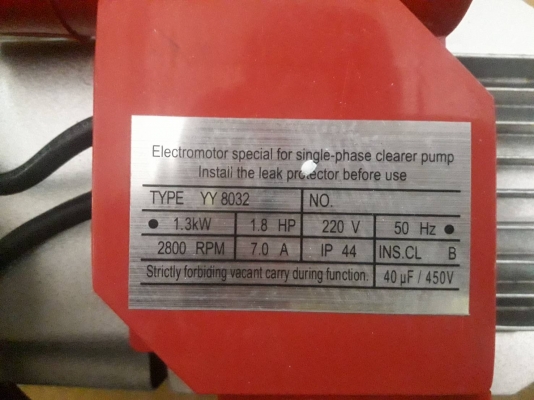 Electromotor special for single-phase clearer pump
Install the leak protector before use
TYPE YY 8032 NO.
1.3kW 1.8 HP 220 V 50 Hz
2800 RPM 7.0 A IP 44 INS.CL B
Strictly forbiding vacant carry during function. 40 µF / 450V